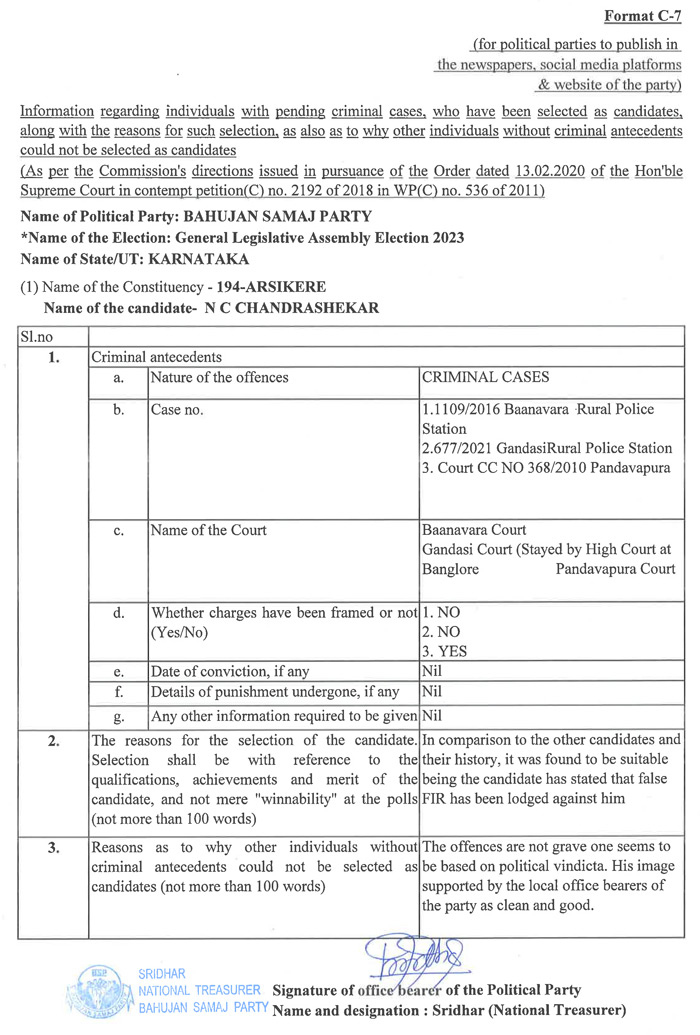 Format C-7
(for political parties to publish in
the newspapers, social media platforms
& website of the party)
Information regarding individuals with pending criminal cases, who have been selected as candidates,
along with the reasons for such selection, as also as to why other individuals without criminal antecedents
could not be selected as candidates
(As per the Commission's directions issued in pursuance of the Order dated 13.02.2020 of the Hon'ble
Supreme Court in contempt petition(C) no. 2192 of 2018 in WP(C) no. 536 of 2011)
Name of Political Party: BAHUJAN SAMAJ PARTY
*Name of the Election: General Legislative Assembly Election 2023
Name of State/UT: KARNATAKA
(1) Name of the Constituency - 194-ARSIKERE
Name of the candidate- N C CHANDRASHEKAR
Sl.no
1. Criminal antecedents
a. Nature of the offences CRIMINAL CASES
b. Case no. 1.1109/2016 Baanavara Rural Police
Station
2.677/2021 GandasiRural Police Station
3. Court CC NO 368/2010 Pandavapura
c. Name of the Court Baanavara Court
Gandasi Court (Stayed by High Court at
Banglore Pandavapura Court
d. Whether charges have been framed or not 1. NO
(Yes/No) 2. NO
3. YES
e. Date of conviction, if any Nil
f. Details of punishment undergone, if any Nil
g. Any other information required to be given Nil
2. The reasons for the selection of the candidate. In comparison to the other candidates and
Selection shall be with reference to the their history, it was found to be suitable
qualifications, achievements and merit of the being the candidate has stated that false
candidate, and not mere "winnability" at the polls FIR has been lodged against him
(not more than 100 words)
3. Reasons as to why other individuals without The offences are not grave one seems to
criminal antecedents could not be selected as be based on political vindicta. His image
candidates (not more than 100 words) supported by the local office bearers of
the party as clean and good.
BSP
SRIDHAR
NATIONAL TREASURER
BAHUJAN SAMAJ PARTY
Signature of office bearer of the Political Party
Name and designation : Sridhar (National Treasurer)